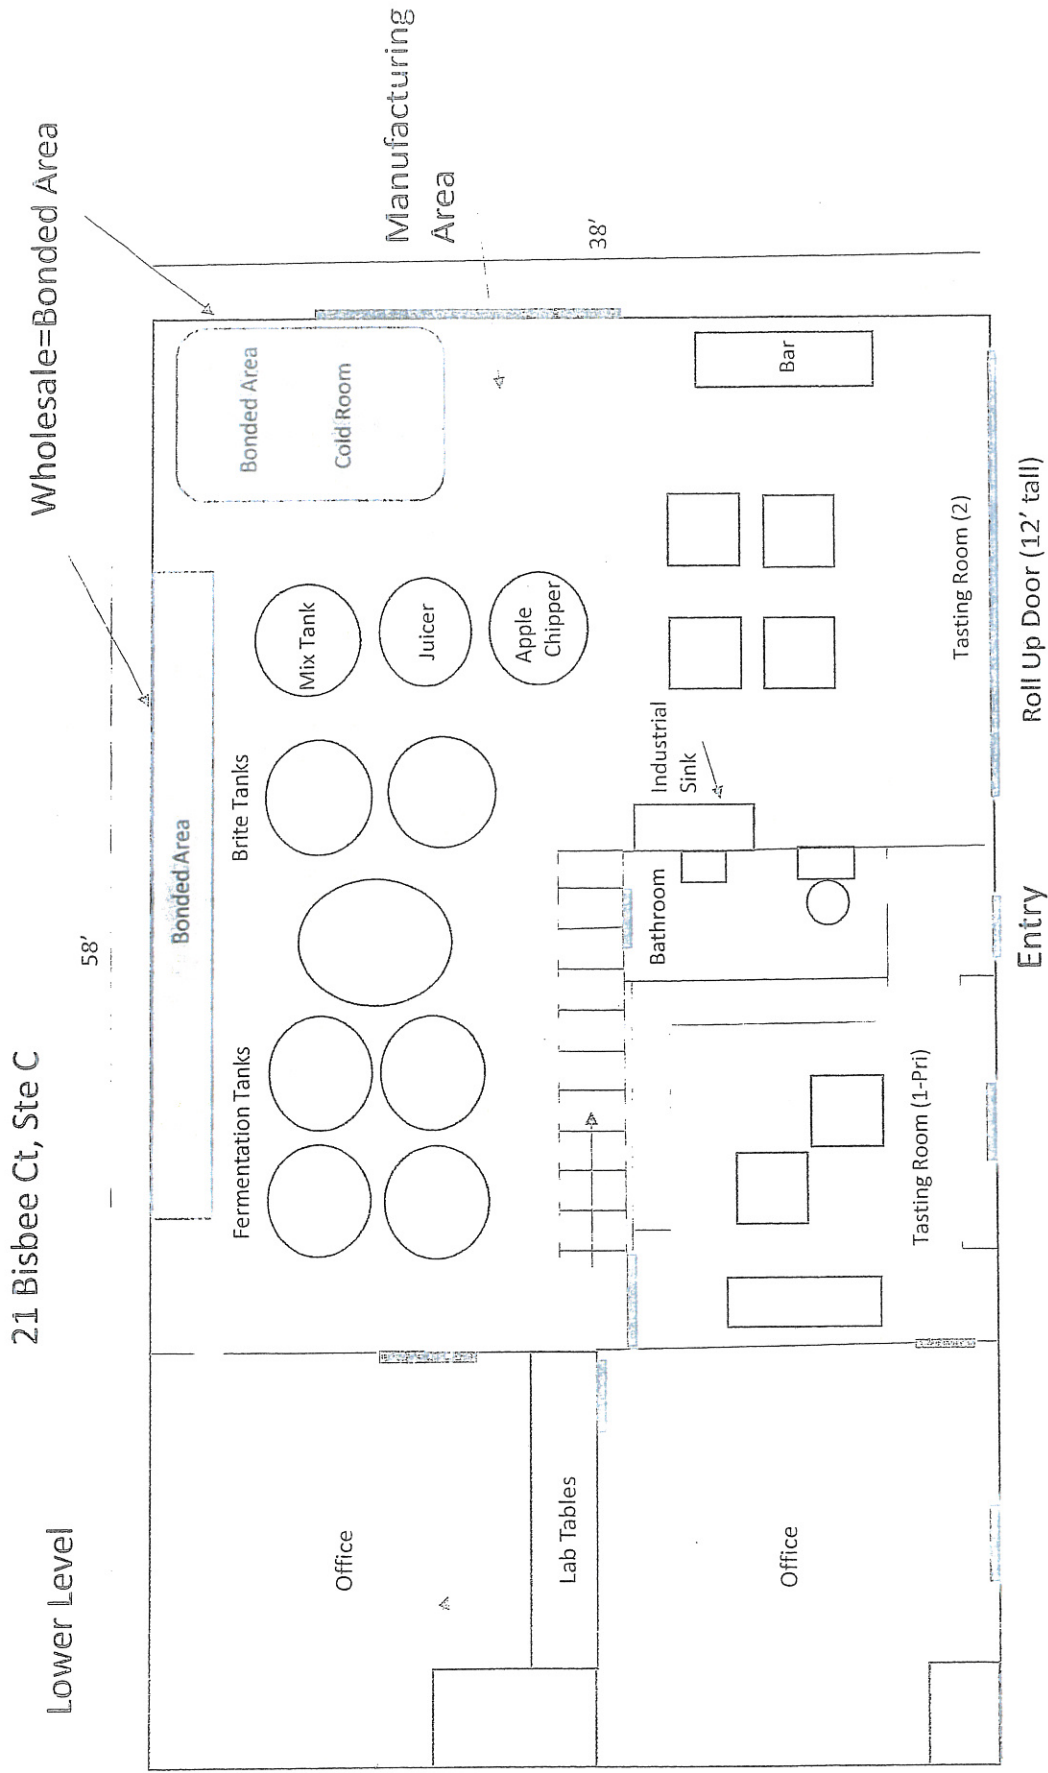 Lower Level
21 Bisbee Ct, Ste C
Wholesale=Bonded Area
58'
Bonded Area
Bonded Area
Cold Room
Manufacturing
Area
38'
Office
Fermentation Tanks
Brite Tanks
Mix Tank
Juicer
Apple
Chipper
Lab Tables
Bathroom
Industrial
Sink
Bar
Office
Tasting Room (1-Pri)
Tasting Room (2)
Entry
Roll Up Door (12' tall)